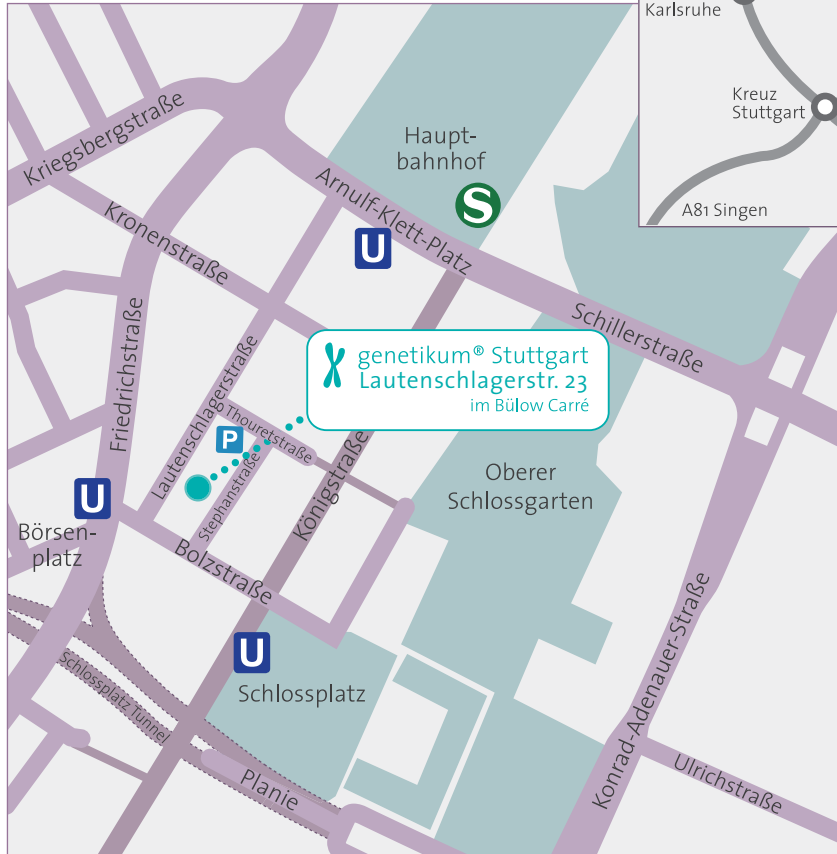 Karlsruhe
Kreuz
Stuttgart
A81 Singen
Kriegsbergstraße
Haupt-
bahnhof
S
Arnulf-Klett-Platz
U
Kronenstraße
Schillerstraße
Friedrichstraße
Lautenschlagerstraße
genetikum® Stuttgart
Lautenschlagerstr. 23
im Bülow Carré
Thouretstraße
P
Stephanstraße
Königstraße
Oberer
Schlossgarten
U
Börsen-
platz
Bolzstraße
U
Schlossplatz
Schlossplatz Tunnel
Planie
Konrad-Adenauer-Straße
Ulrichstraße